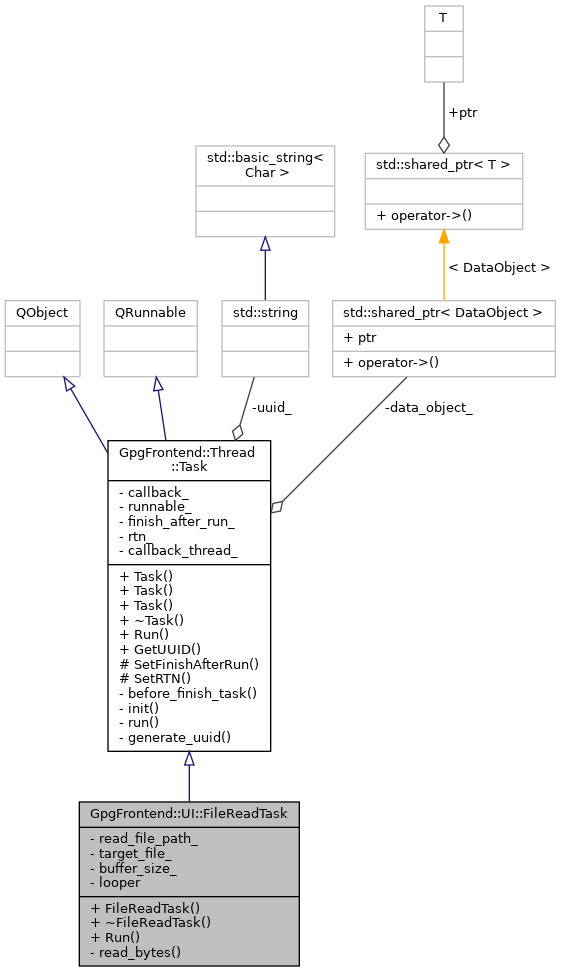 T
+ptr
std::basic_string<
Char >
std::shared_ptr< T >
+ operator->()
< DataObject >
QObject
QRunnable
std::string
std::shared_ptr< DataObject >
+ ptr
+ operator->()
-uuid_
-data_object_
GpgFrontend::Thread
::Task
- callback_
- runnable_
- finish_after_run_
- rtn_
- callback_thread_
+ Task()
+ Task()
+ Task()
+ ~Task()
+ Run()
+ GetUUID()
# SetFinishAfterRun()
# SetRTN()
- before_finish_task()
- init()
- run()
- generate_uuid()
GpgFrontend::UI::FileReadTask
- read_file_path_
- target_file_
- buffer_size_
- looper
+ FileReadTask()
+ ~FileReadTask()
+ Run()
- read_bytes()